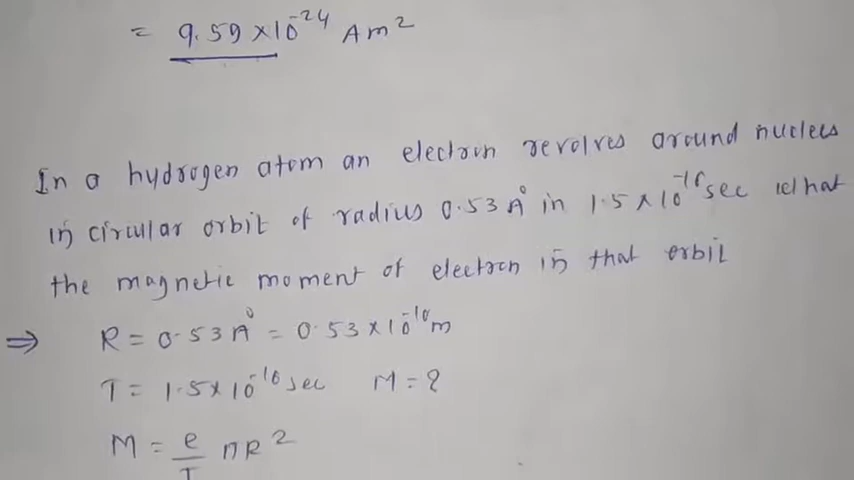 = 9.59 ×10⁻²⁴ Am²
In a hydrogen atom an electron revolves around nucleus
in circular orbit of radius 0.53 A⁰ in 1.5 × 10⁻¹⁶ sec what
the magnetic moment of electron in that orbit
⇒ R = 0.53 A⁰ = 0.53 × 10⁻¹⁰ m
T = 1.5 × 10⁻¹⁶ sec M = ?
M = e/T πR²